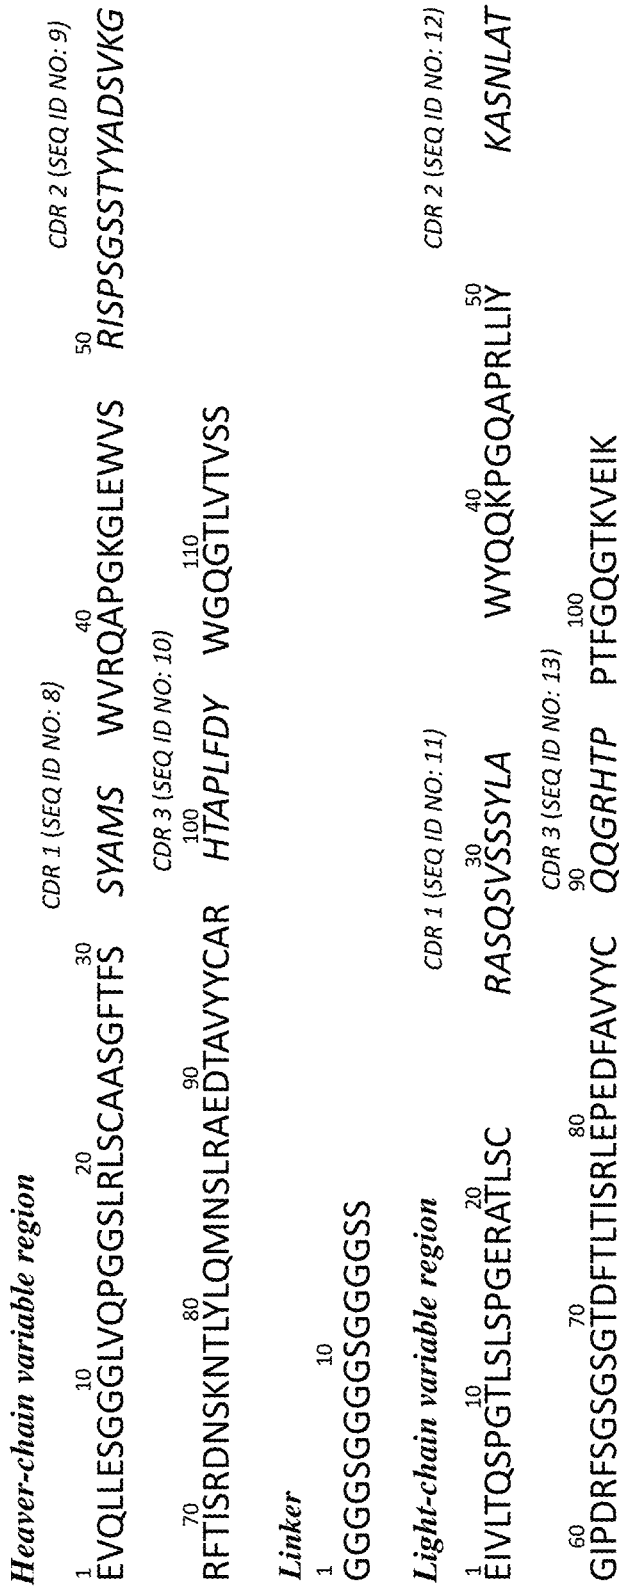 Heaver-chain variable region
CDR 1 (SEQ ID NO: 8) CDR 2 (SEQ ID NO: 9)
1 10 20 30 40 50
EVQLLESGGGLVQPGGSLRLSCAASGFTFS SYAMS WVRQAPGKGLEWVS RISPSGSSTYYADSVKG
CDR 3 (SEQ ID NO: 10)
70 80 90 100 110
RFTISRDNSKNTLYLQMNSLRAEDTAVYYCAR HTAPLFDY WGQGTLVTVSS
Linker
1 10
GGGGSGGGGSGGGGSS
Light-chain variable region
CDR 1 (SEQ ID NO: 11) CDR 2 (SEQ ID NO: 12)
1 10 20 30 40 50
EIVLTQSPGTLSLSPGERATLSC RASQSVSSSYLA WYQQKPGQAPRLLIY KASNLAT
CDR 3 (SEQ ID NO: 13)
60 70 80 90 100
GIPDRFSGSGSGTDFTLTISRLEPEDFAVYYC QQGRHTP PTFGQGTKVEIK